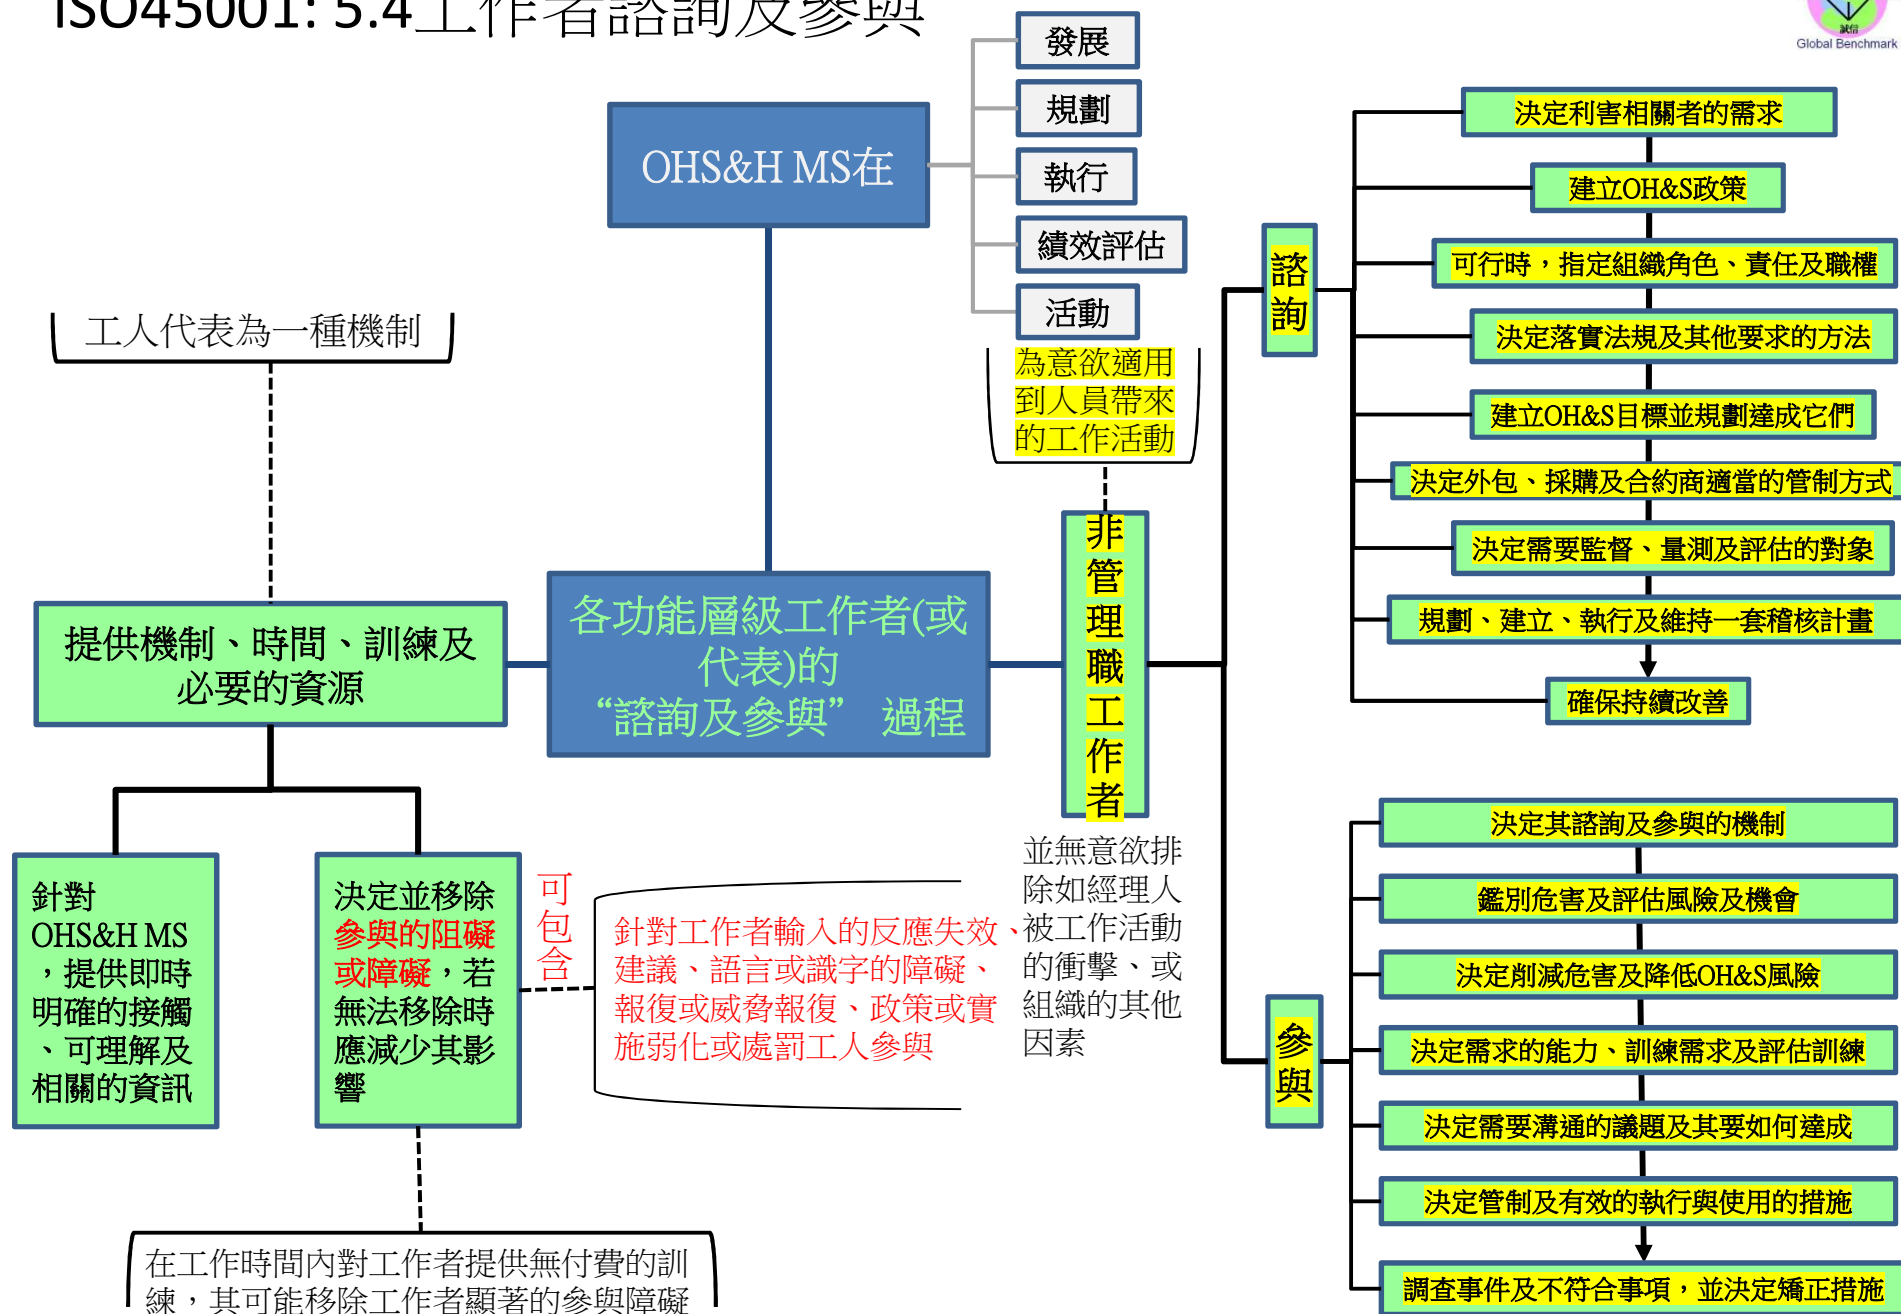 ISO45001: 5.4工作者諮詢及參與
誠信
Global Benchmark
OHS&H MS在
發展
規劃
執行
績效評估
活動
為意欲適用
到人員帶來
的工作活動
工人代表為一種機制
提供機制、時間、訓練及
必要的資源
各功能層級工作者(或
代表)的
“諮詢及參與” 過程
非
管
理
職
工
作
者
並無意欲排
除如經理人
被工作活動
的衝擊、或
組織的其他
因素
針對
OHS&H MS
，提供即時
明確的接觸
、可理解及
相關的資訊
決定並移除
參與的阻礙
或障礙，若
無法移除時
應減少其影
響
可
包
含
針對工作者輸入的反應失效、
建議、語言或識字的障礙、
報復或威脅報復、政策或實
施弱化或處罰工人參與
在工作時間內對工作者提供無付費的訓
練，其可能移除工作者顯著的參與障礙
諮
詢
決定利害相關者的需求
建立OH&S政策
可行時，指定組織角色、責任及職權
決定落實法規及其他要求的方法
建立OH&S目標並規劃達成它們
決定外包、採購及合約商適當的管制方式
決定需要監督、量測及評估的對象
規劃、建立、執行及維持一套稽核計畫
確保持續改善
參
與
決定其諮詢及參與的機制
鑑別危害及評估風險及機會
決定削減危害及降低OH&S風險
決定需求的能力、訓練需求及評估訓練
決定需要溝通的議題及其要如何達成
決定管制及有效的執行與使用的措施
調查事件及不符合事項，並決定矯正措施